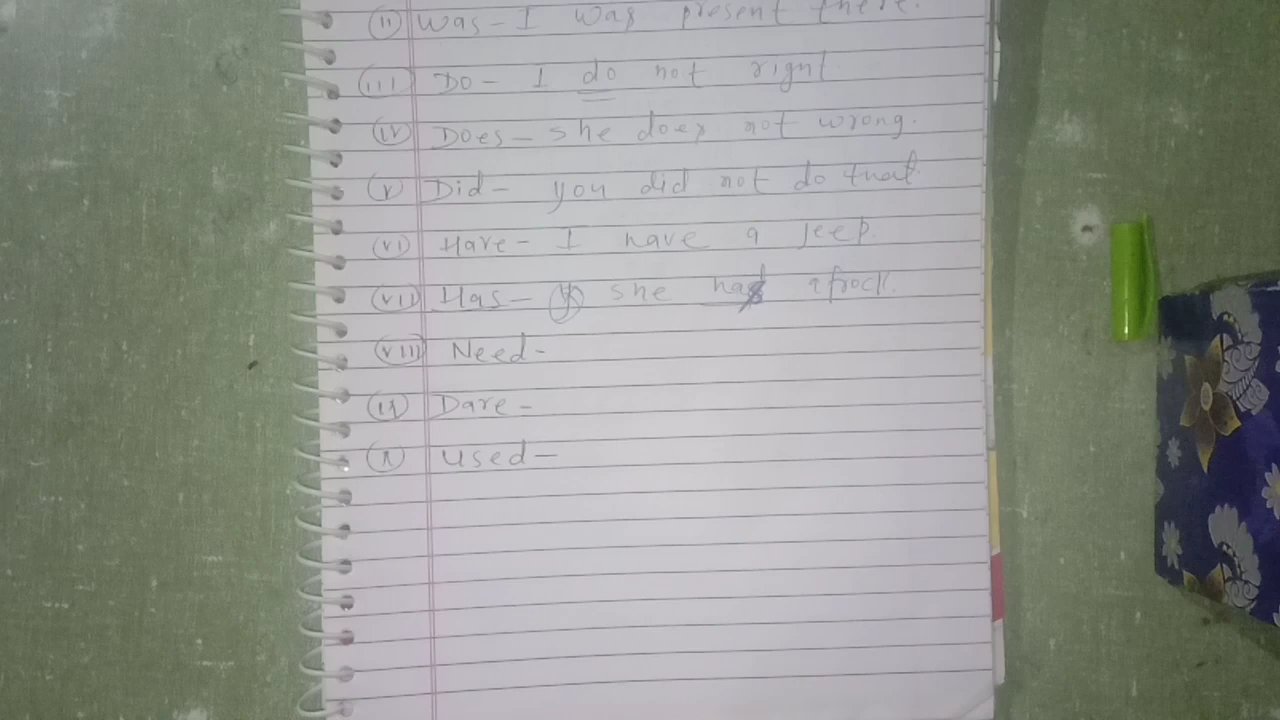 (ii) Was - I was present there.
(iii) Do - I do not right
(iv) Does - she does not wrong.
(v) Did - you did not do that.
(vi) Have - I have a jeep.
(vii) Has - she has a frock.
(viii) Need -
(ix) Dare -
(x) used -